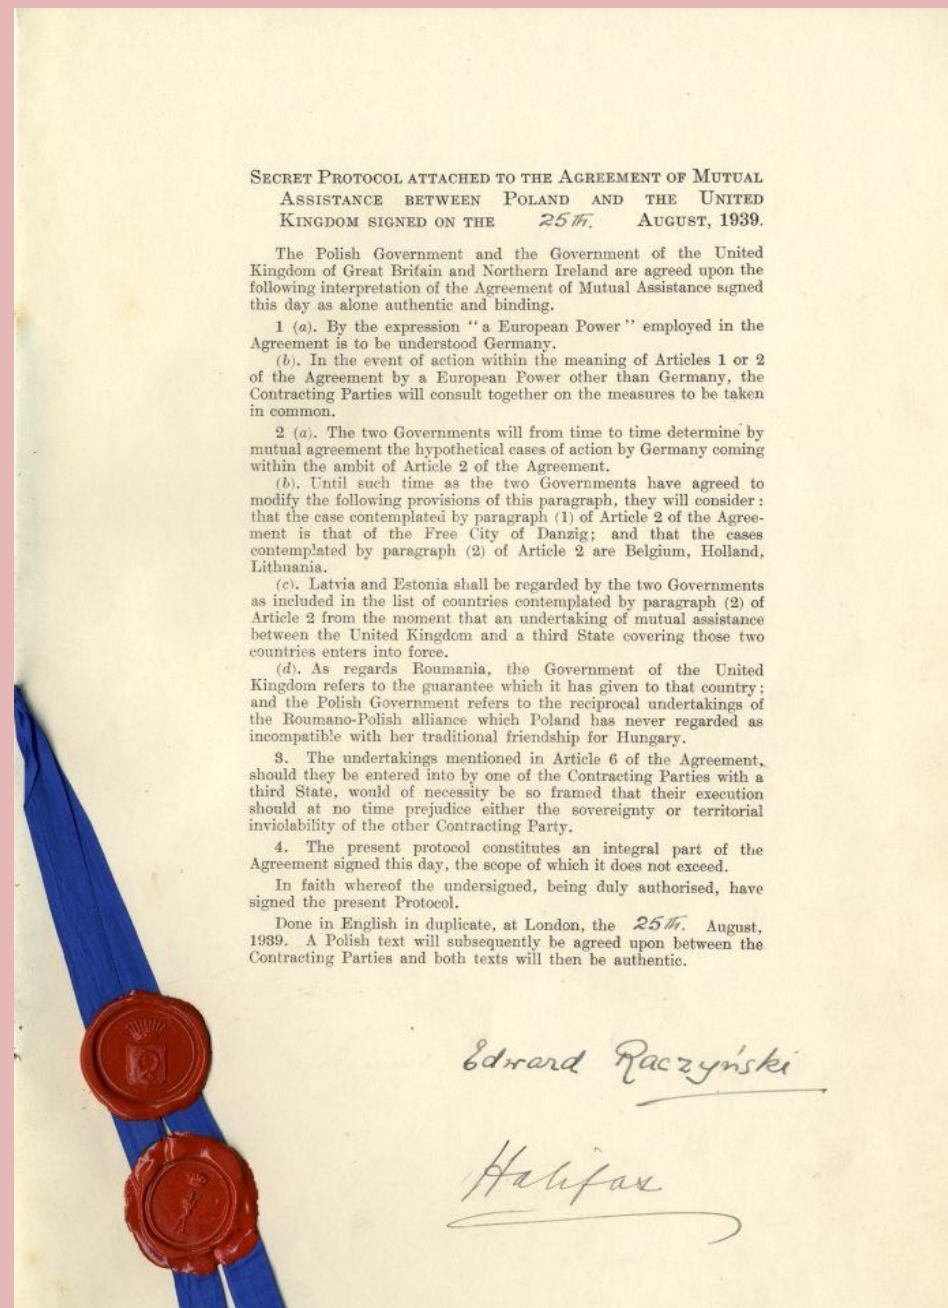 SECRET PROTOCOL ATTACHED TO THE AGREEMENT OF MUTUAL
ASSISTANCE BETWEEN POLAND AND THE UNITED
KINGDOM SIGNED ON THE 25TH. AUGUST, 1939.
The Polish Government and the Government of the United
Kingdom of Great Britain and Northern Ireland are agreed upon the
following interpretation of the Agreement of Mutual Assistance signed
this day as alone authentic and binding.
1 (a). By the expression "a European Power" employed in the
Agreement is to be understood Germany.
(b). In the event of action within the meaning of Articles 1 or 2
of the Agreement by a European Power other than Germany, the
Contracting Parties will consult together on the measures to be taken
in common.
2 (a). The two Governments will from time to time determine by
mutual agreement the hypothetical cases of action by Germany coming
within the ambit of Article 2 of the Agreement.
(b). Until such time as the two Governments have agreed to
modify the following provisions of this paragraph, they will consider:
that the case contemplated by paragraph (1) of Article 2 of the Agree-
ment is that of the Free City of Danzig; and that the cases
contemplated by paragraph (2) of Article 2 are Belgium, Holland,
Lithuania.
(c). Latvia and Estonia shall be regarded by the two Governments
as included in the list of countries contemplated by paragraph (2) of
Article 2 from the moment that an undertaking of mutual assistance
between the United Kingdom and a third State covering those two
countries enters into force.
(d). As regards Roumania, the Government of the United
Kingdom refers to the guarantee which it has given to that country;
and the Polish Government refers to the reciprocal undertakings of
the Roumano-Polish alliance which Poland has never regarded as
incompatible with her traditional friendship for Hungary.
3. The undertakings mentioned in Article 6 of the Agreement,
should they be entered into by one of the Contracting Parties with a
third State, would of necessity be so framed that their execution
should at no time prejudice either the sovereignty or territorial
inviolability of the other Contracting Party.
4. The present protocol constitutes an integral part of the
Agreement signed this day, the scope of which it does not exceed.
In faith whereof the undersigned, being duly authorised, have
signed the present Protocol.
Done in English in duplicate, at London, the 25Th. August,
1939. A Polish text will subsequently be agreed upon between the
Contracting Parties and both texts will then be authentic.
Edward Raczyński
Halifax